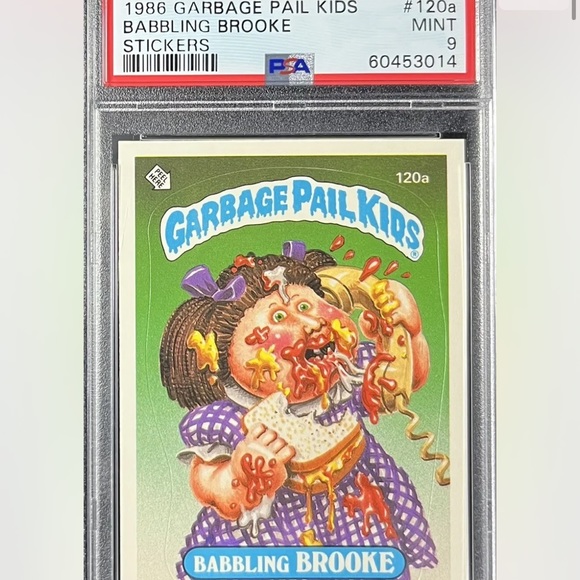 1986 GARBAGE PAIL KIDS #120a
BABBLING BROOKE MINT
STICKERS 9
PSA 60453014
PEEL HERE
120a
GARBAGE PAIL KIDS®
BABBLING BROOKE